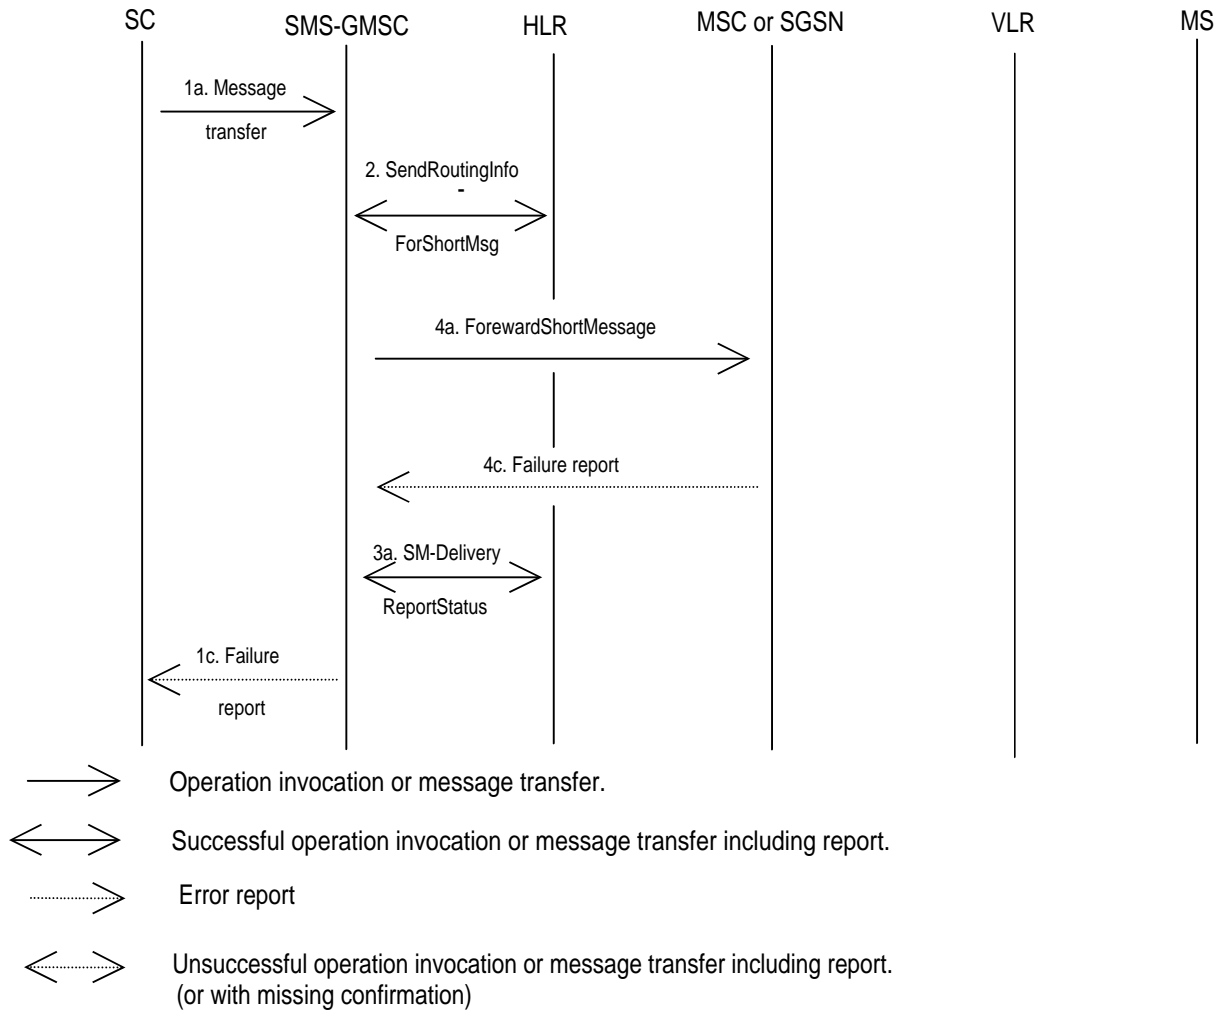 SC
SMS-GMSC
HLR
MSC or SGSN
VLR
MS
1a. Message
transfer
2. SendRoutingInfo
-
ForShortMsg
4a. ForewardShortMessage
4c. Failure report
3a. SM-Delivery
ReportStatus
1c. Failure
report
Operation invocation or message transfer.
Successful operation invocation or message transfer including report.
Error report
Unsuccessful operation invocation or message transfer including report.
(or with missing confirmation)